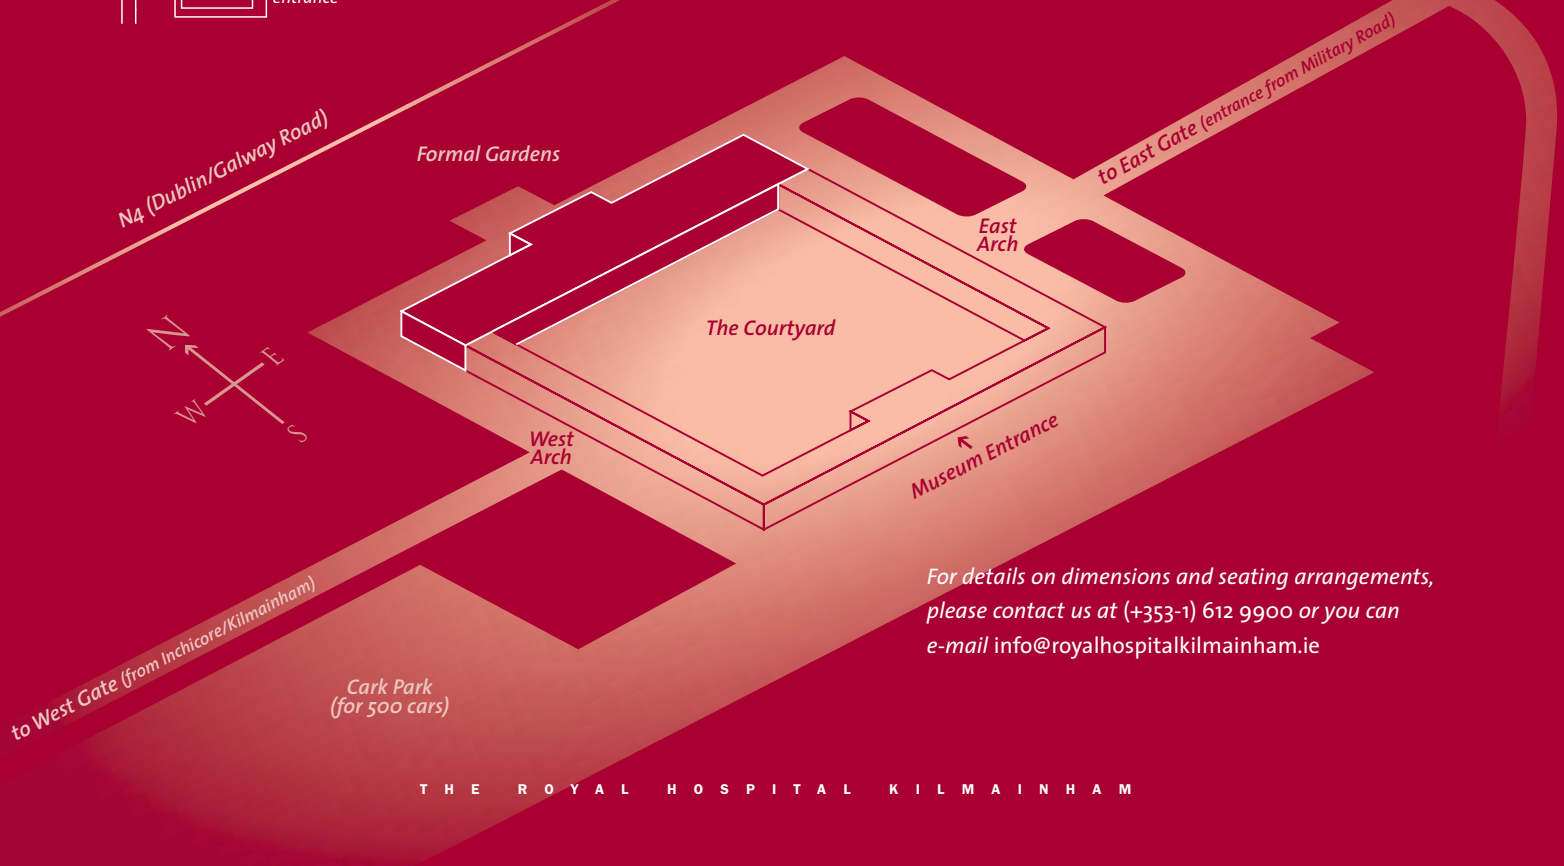 entrance
N4 (Dublin/Galway Road)
to East Gate (entrance from Military Road)
Formal Gardens
East
Arch
The Courtyard
N
E
W
S
West
Arch
Museum Entrance
For details on dimensions and seating arrangements,
please contact us at (+353-1) 612 9900 or you can
e-mail info@royalhospitalkilmainham.ie
to West Gate (from Inchicore/Kilmainham)
Cark Park
(for 500 cars)
THE ROYAL HOSPITAL KILMAINHAM